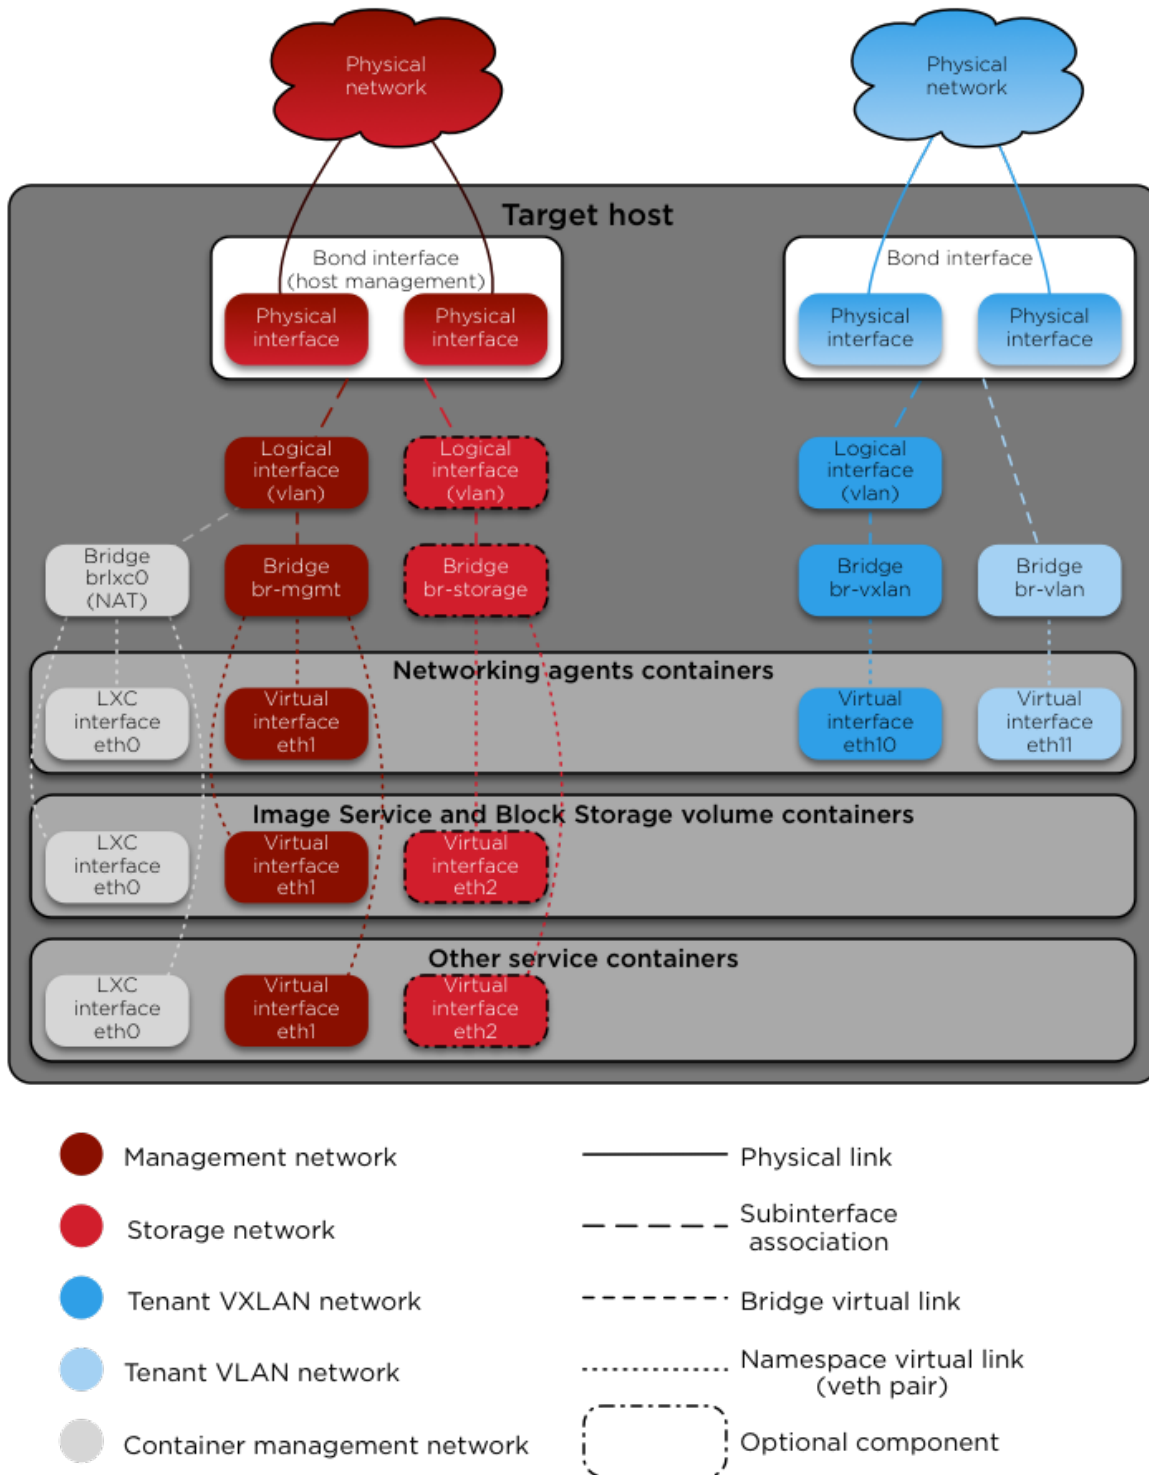 Physical
network
Physical
network
Target host
Bond interface
(host management)
Bond interface
Physical
interface
Physical
interface
Physical
interface
Physical
interface
Logical
interface
(vlan)
Logical
interface
(vlan)
Logical
interface
(vlan)
Bridge
brlxc0
(NAT)
Bridge
br-mgmt
Bridge
br-storage
Bridge
br-vxlan
Bridge
br-vlan
Networking agents containers
LXC
interface
eth0
Virtual
interface
eth1
Virtual
interface
eth10
Virtual
interface
eth11
Image Service and Block Storage volume containers
LXC
interface
eth0
Virtual
interface
eth1
Virtual
interface
eth2
Other service containers
LXC
interface
eth0
Virtual
interface
eth1
Virtual
interface
eth2
Management network
Storage network
Tenant VXLAN network
Tenant VLAN network
Container management network
Physical link
Subinterface
association
Bridge virtual link
Namespace virtual link
(veth pair)
Optional component